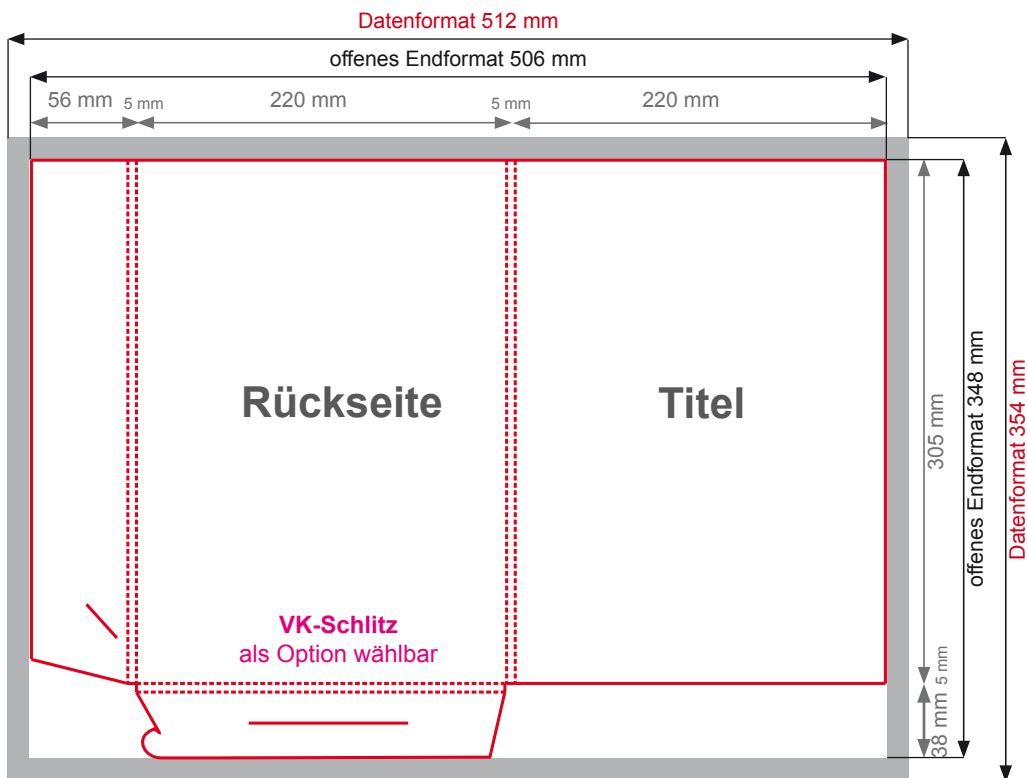 Datenformat 512 mm
offenes Endformat 506 mm
56 mm
5 mm
220 mm
5 mm
220 mm
Rückseite
Titel
VK-Schlitz
als Option wählbar
305 mm
5 mm
38 mm
offenes Endformat 348 mm
Datenformat 354 mm